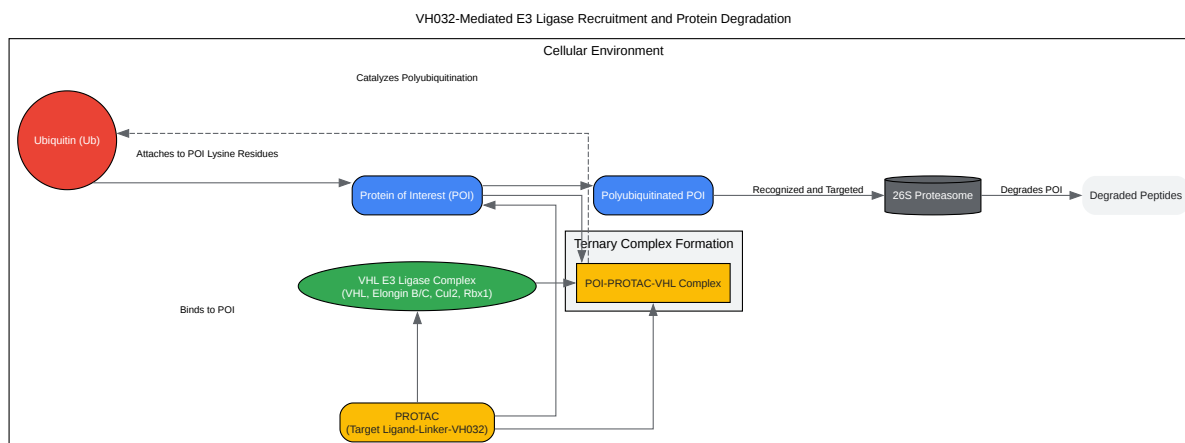 VH032-Mediated E3 Ligase Recruitment and Protein Degradation
Cellular Environment
Catalyzes Polyubiquitination
Ubiquitin (Ub)
Attaches to POI Lysine Residues
Protein of Interest (POI)
Polyubiquitinated POI
Recognized and Targeted
26S Proteasome
Degrades POI
Degraded Peptides
Ternary Complex Formation
VHL E3 Ligase Complex
(VHL, Elongin B/C, Cul2, Rbx1)
POI-PROTAC-VHL Complex
Binds to POI
PROTAC
(Target Ligand-Linker-VH032)